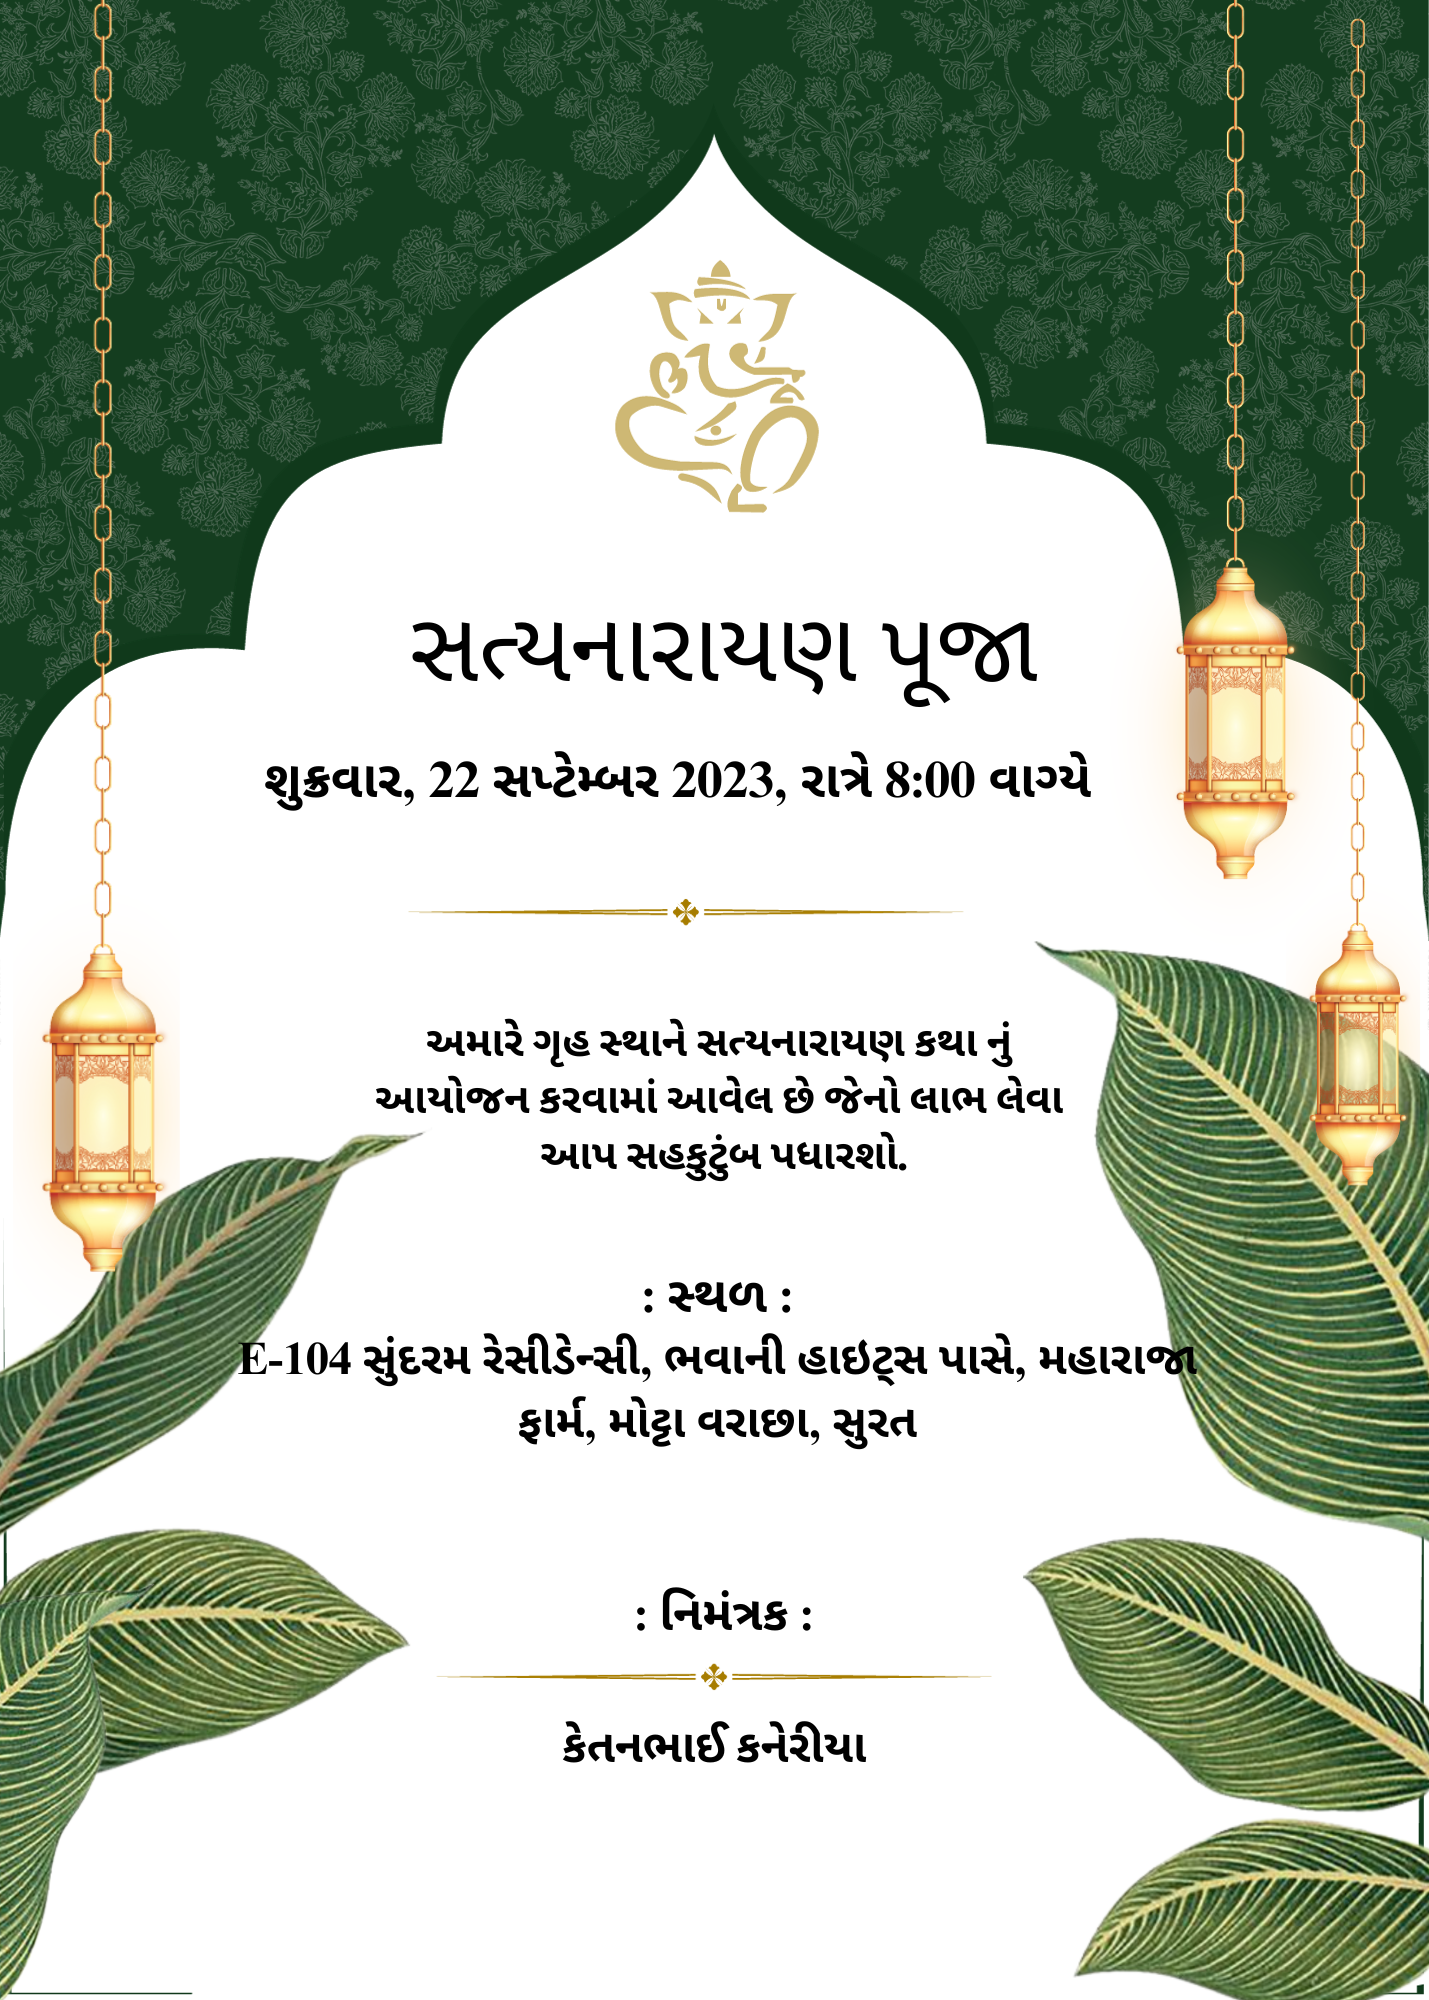 સત્યનારાયણ પૂજા
શુક્રવાર, 22 સપ્ટેમ્બર 2023, રાત્રે 8:00 વાગ્યે
અમારે ગૃહ સ્થાને સત્યનારાયણ કથા નું
આયોજન કરવામાં આવેલ છે જેનો લાભ લેવા
આપ સહકુટુંબ પધારશો.
: સ્થળ :
E-104 સુંદરમ રેસીડેન્સી, ભવાની હાઇટ્સ પાસે, મહારાજા
ફાર્મ, મોટ્ટા વરાછા, સુરત
: નિમંત્રક :
કેતનભાઈ કનેરીયા